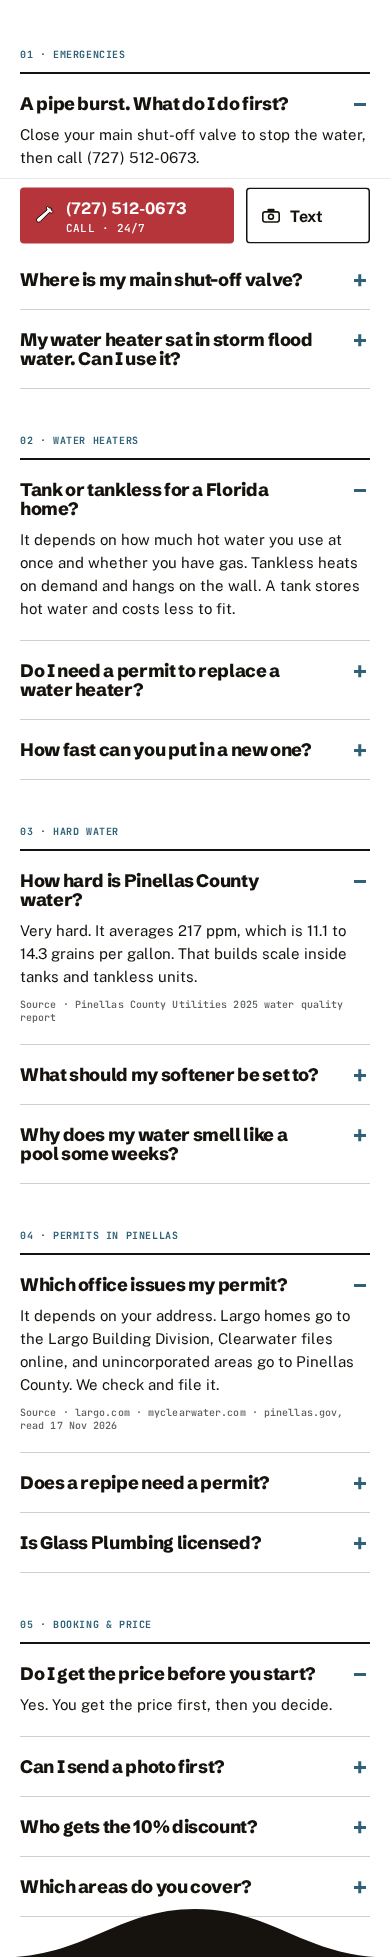 01 · EMERGENCIES
A pipe burst. What do I do first?
Close your main shut-off valve to stop the water,
then call (727) 512-0673.
(727) 512-0673
CALL · 24/7
Text
Where is my main shut-off valve?
My water heater sat in storm flood
water. Can I use it?
02 · WATER HEATERS
Tank or tankless for a Florida
home?
It depends on how much hot water you use at
once and whether you have gas. Tankless heats
on demand and hangs on the wall. A tank stores
hot water and costs less to fit.
Do I need a permit to replace a
water heater?
How fast can you put in a new one?
03 · HARD WATER
How hard is Pinellas County
water?
Very hard. It averages 217 ppm, which is 11.1 to
14.3 grains per gallon. That builds scale inside
tanks and tankless units.
Source · Pinellas County Utilities 2025 water quality
report
What should my softener be set to?
Why does my water smell like a
pool some weeks?
04 · PERMITS IN PINELLAS
Which office issues my permit?
It depends on your address. Largo homes go to
the Largo Building Division, Clearwater files
online, and unincorporated areas go to Pinellas
County. We check and file it.
Source · largo.com · myclearwater.com · pinellas.gov,
read 17 Nov 2026
Does a repipe need a permit?
Is Glass Plumbing licensed?
05 · BOOKING & PRICE
Do I get the price before you start?
Yes. You get the price first, then you decide.
Can I send a photo first?
Who gets the 10% discount?
Which areas do you cover?